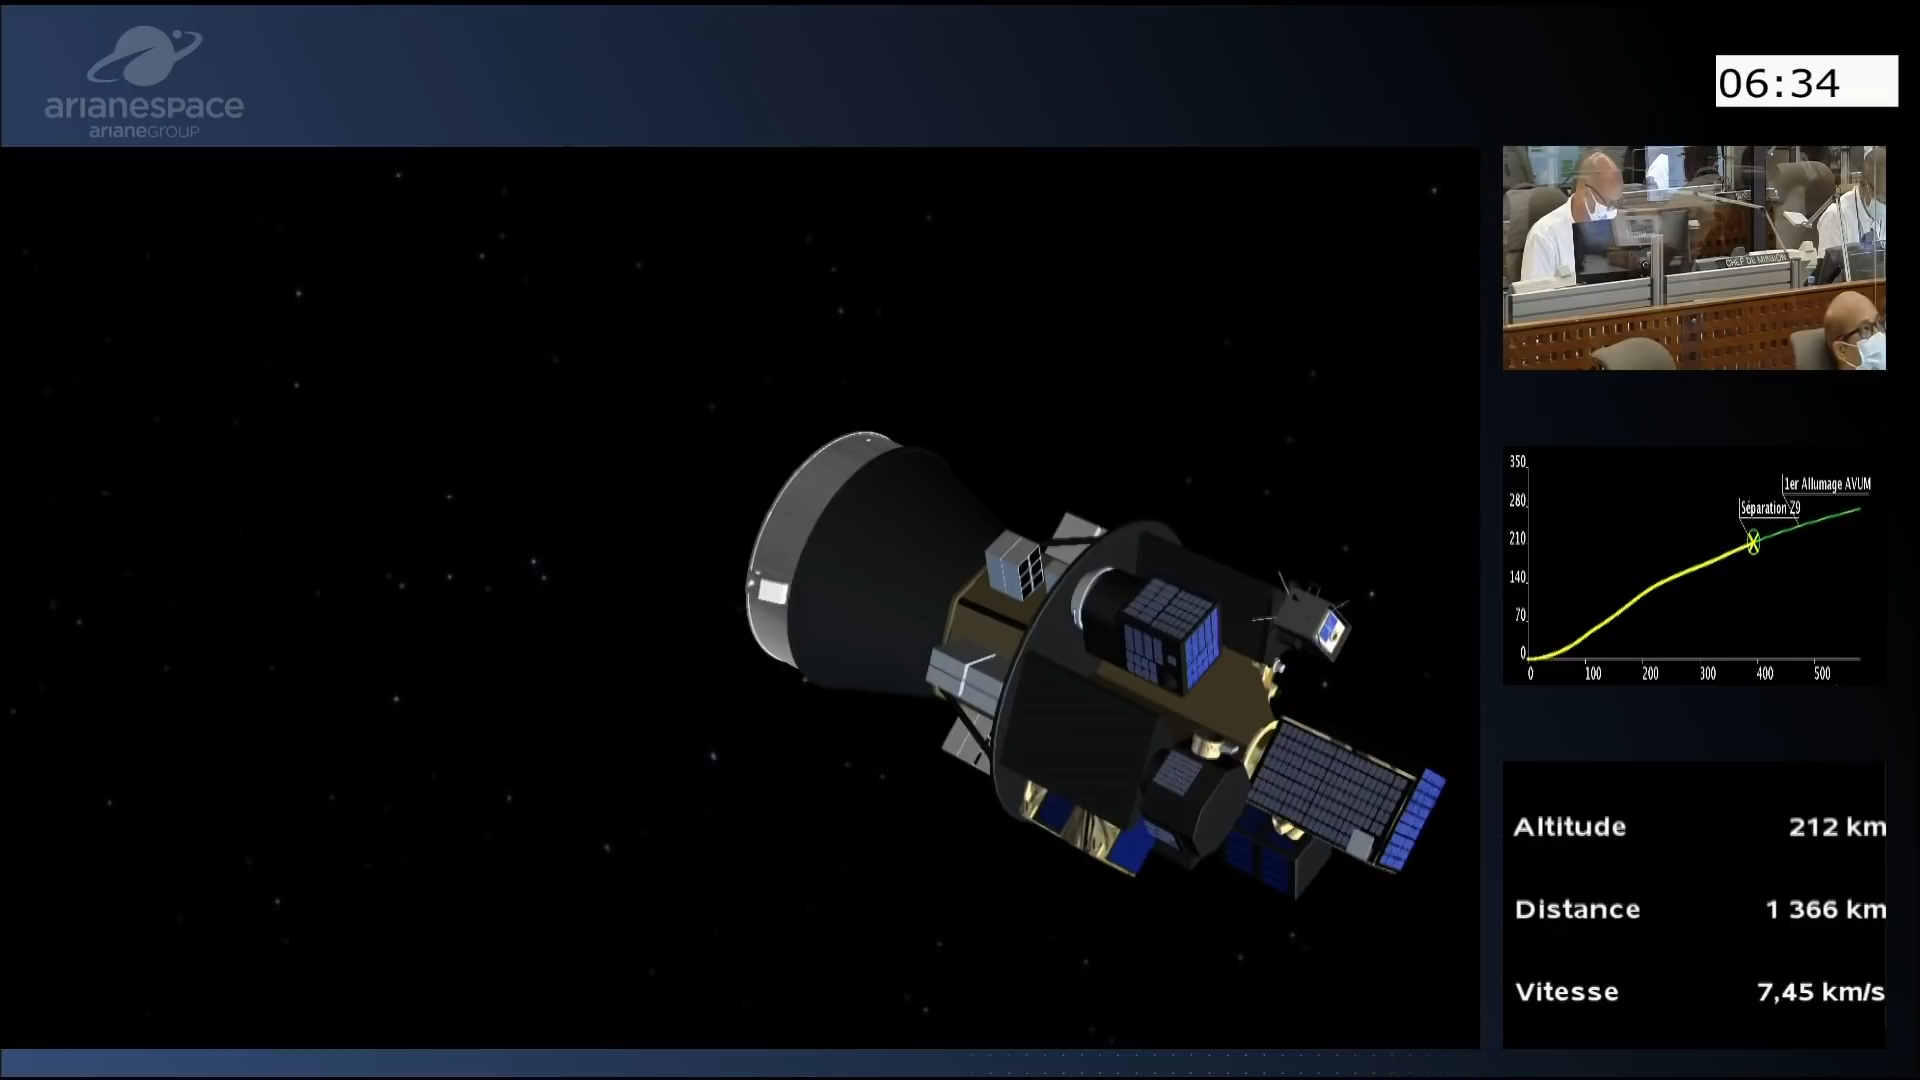 arianespace
arianeGROUP
06:34
CHEF DE MISSION
350
280
210
140
70
0
0
100
200
300
400
500
1er Allumage AVUM
Séparation Z9
Altitude
212 km
Distance
1 366 km
Vitesse
7,45 km/s